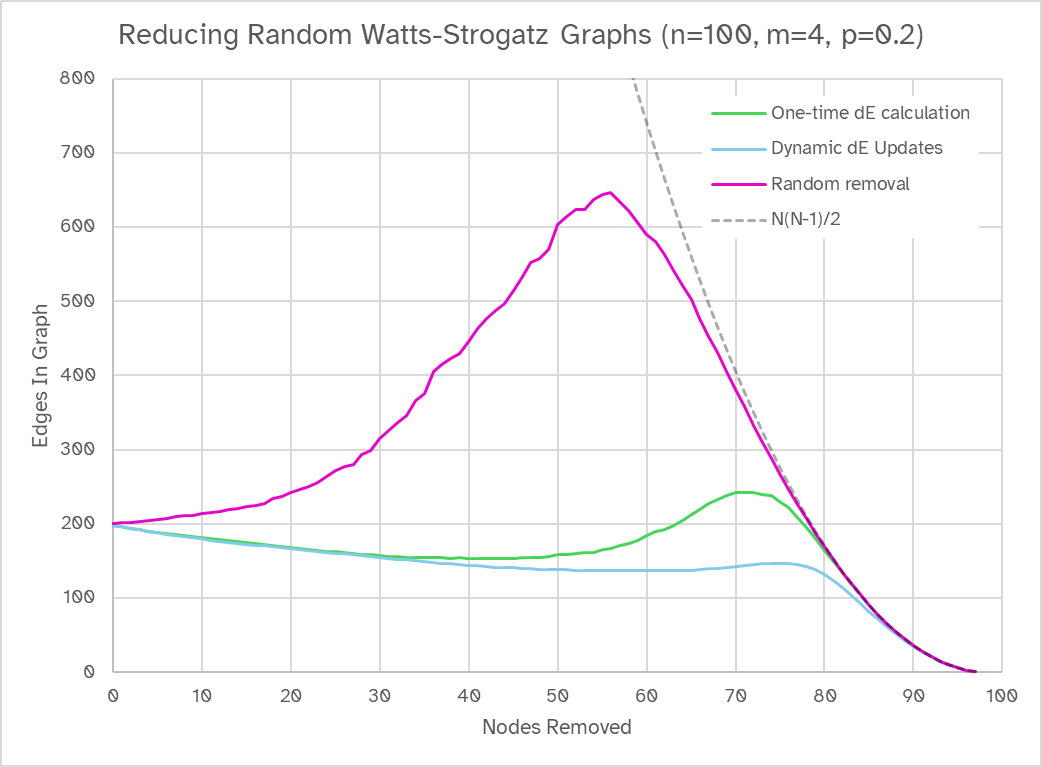 Reducing Random Watts-Strogatz Graphs (n=100, m=4, p=0.2)
800
700
600
500
400
300
200
100
0
Edges In Graph
One-time dE calculation
Dynamic dE Updates
Random removal
N(N-1)/2
0 10 20 30 40 50 60 70 80 90 100
Nodes Removed